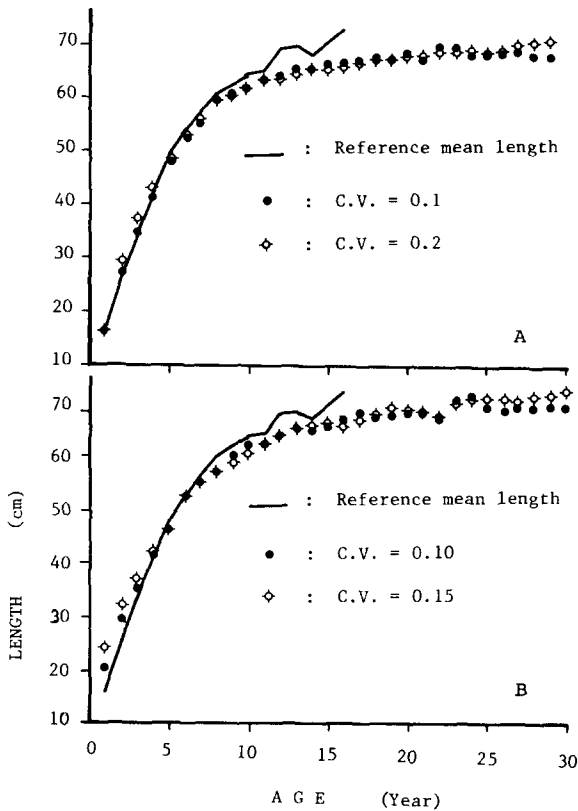 70
60
50
40
30
20
10
: Reference mean length
: C.V. = 0.1
: C.V. = 0.2
A
70
60
50
40
30
20
10
LENGTH (cm)
: Reference mean length
: C.V. = 0.10
: C.V. = 0.15
B
0 5 10 15 20 25 30
A G E (Year)